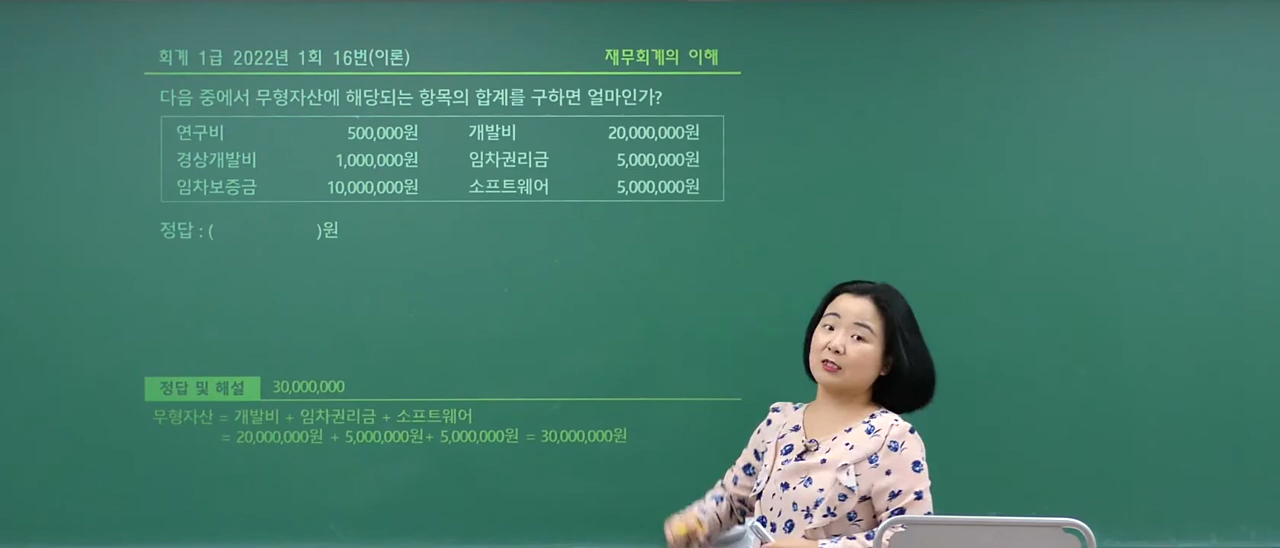 회계 1급 2022년 1회 16번(이론) 재무회계의 이해
다음 중에서 무형자산에 해당되는 항목의 합계를 구하면 얼마인가?
연구비 500,000원 개발비 20,000,000원
경상개발비 1,000,000원 임차권리금 5,000,000원
임차보증금 10,000,000원 소프트웨어 5,000,000원
정답 : ( )원
정답 및 해설 30,000,000
무형자산 = 개발비 + 임차권리금 + 소프트웨어
= 20,000,000원 + 5,000,000원+ 5,000,000원 = 30,000,000원